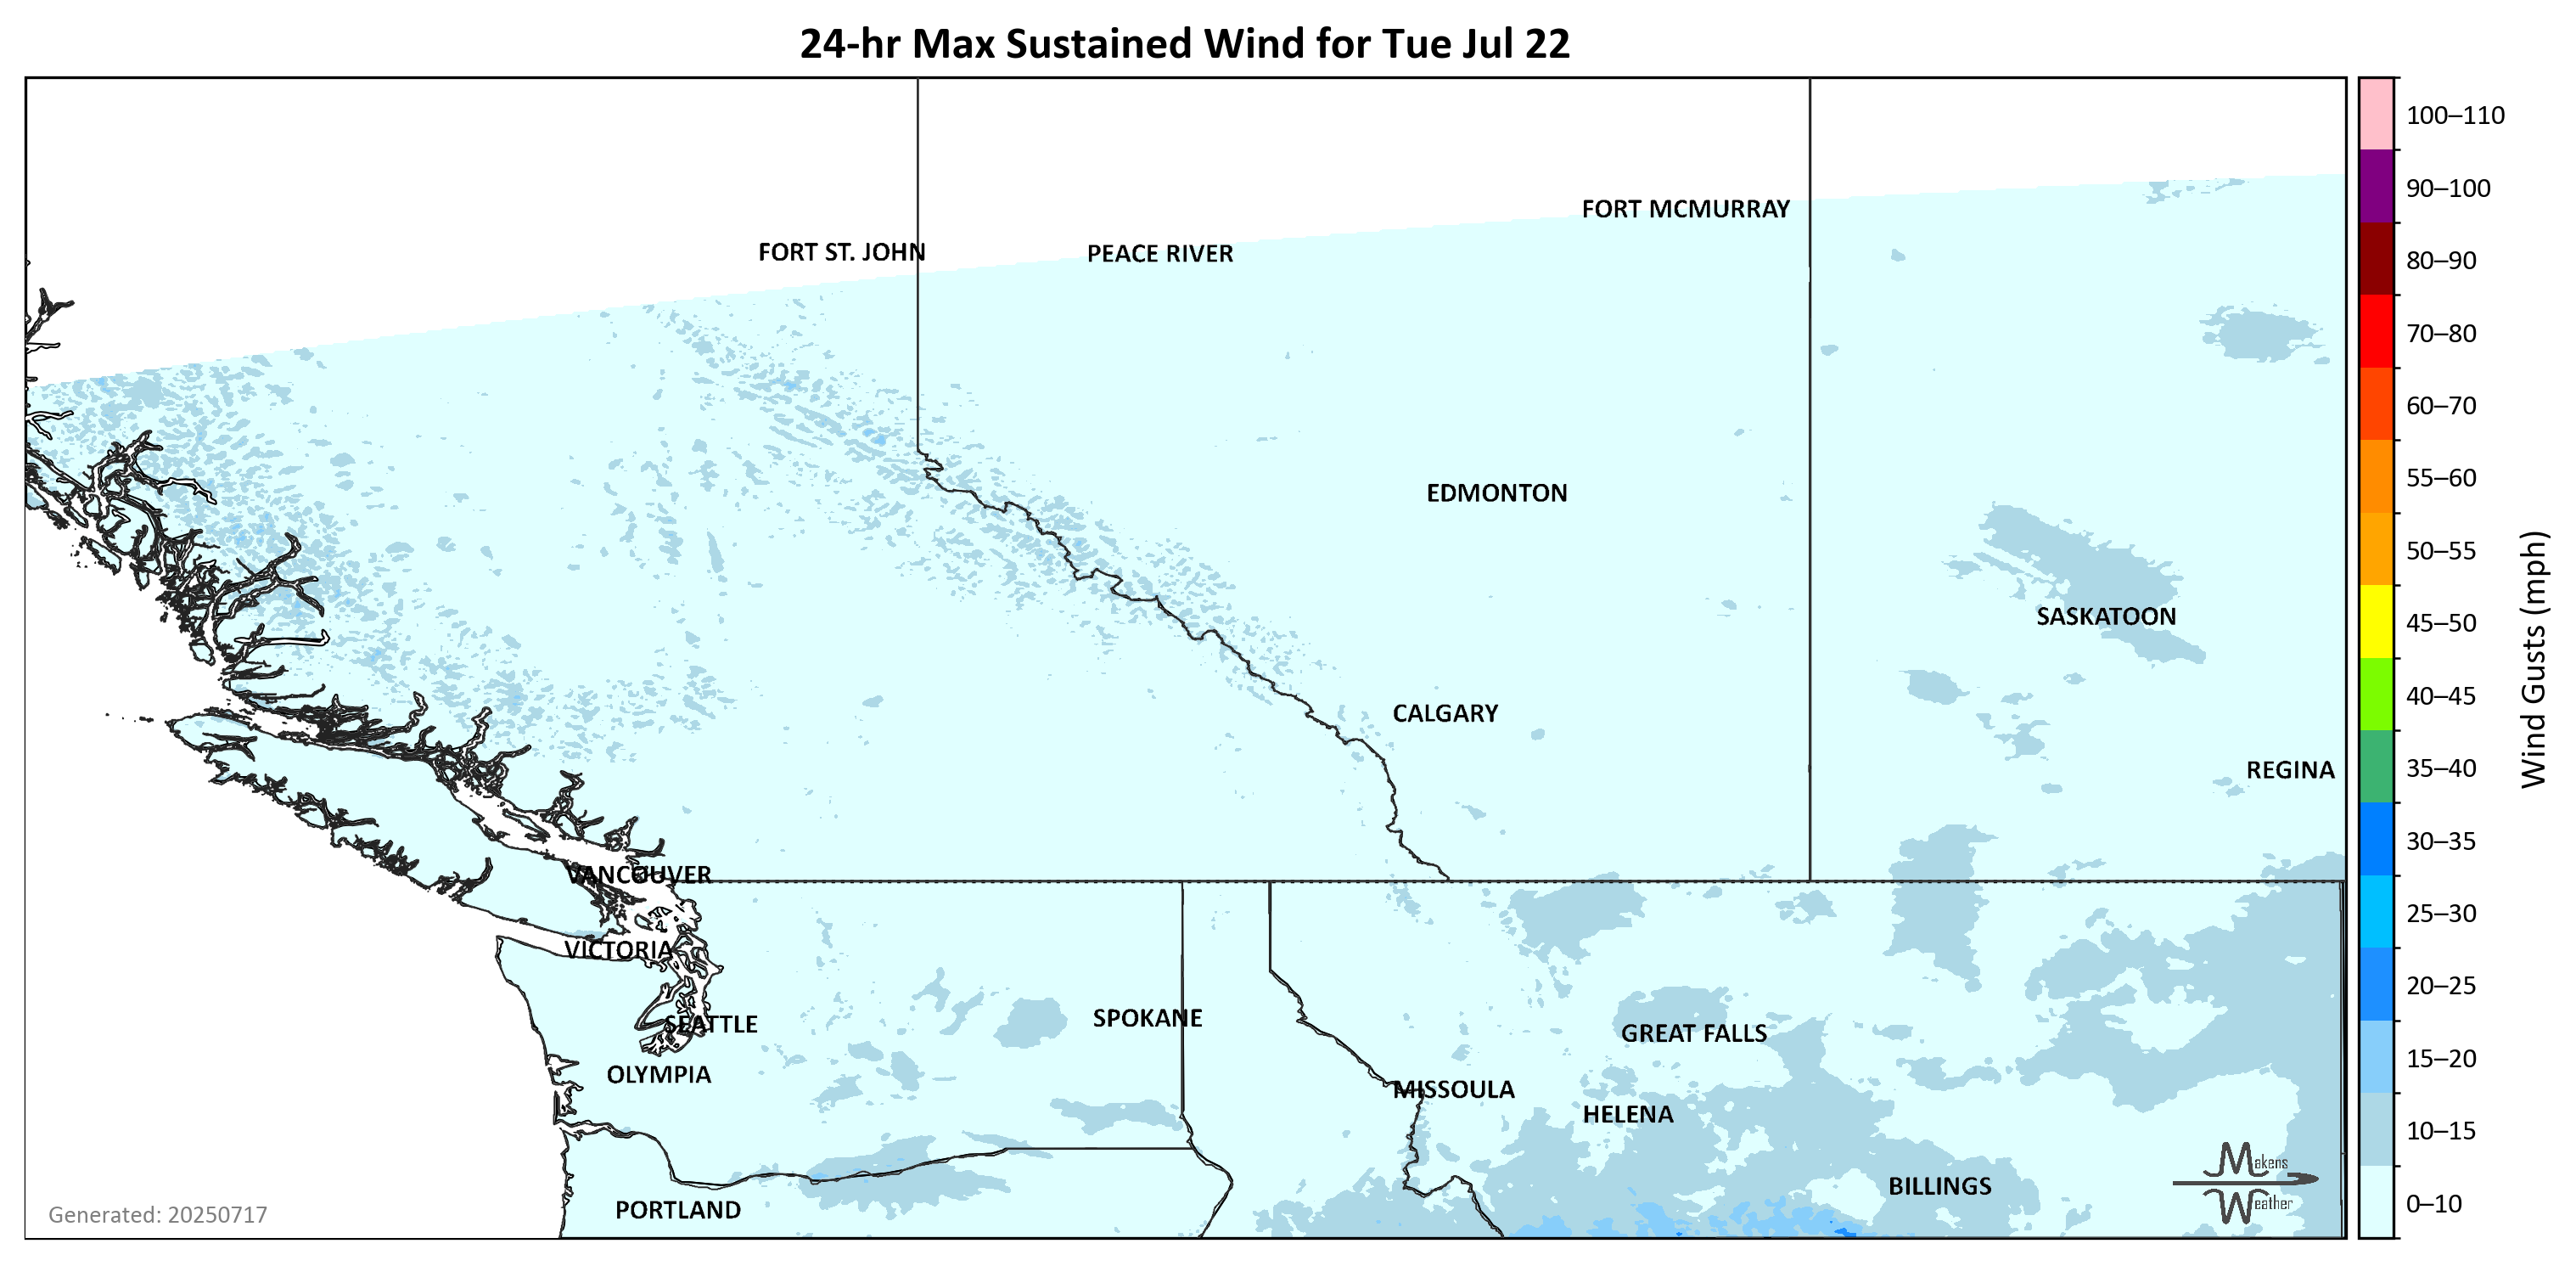 24-hr Max Sustained Wind for Tue Jul 22
100–110
90–100
80–90
70–80
60–70
55–60
50–55
45–50
40–45
35–40
30–35
25–30
20–25
15–20
10–15
0–10
Wind Gusts (mph)
FORT MCMURRAY
FORT ST. JOHN
PEACE RIVER
EDMONTON
SASKATOON
CALGARY
REGINA
VANCOUVER
VICTORIA
SEATTLE
SPOKANE
GREAT FALLS
OLYMPIA
MISSOULA
HELENA
BILLINGS
PORTLAND
Makens
Weather
Generated: 20250717